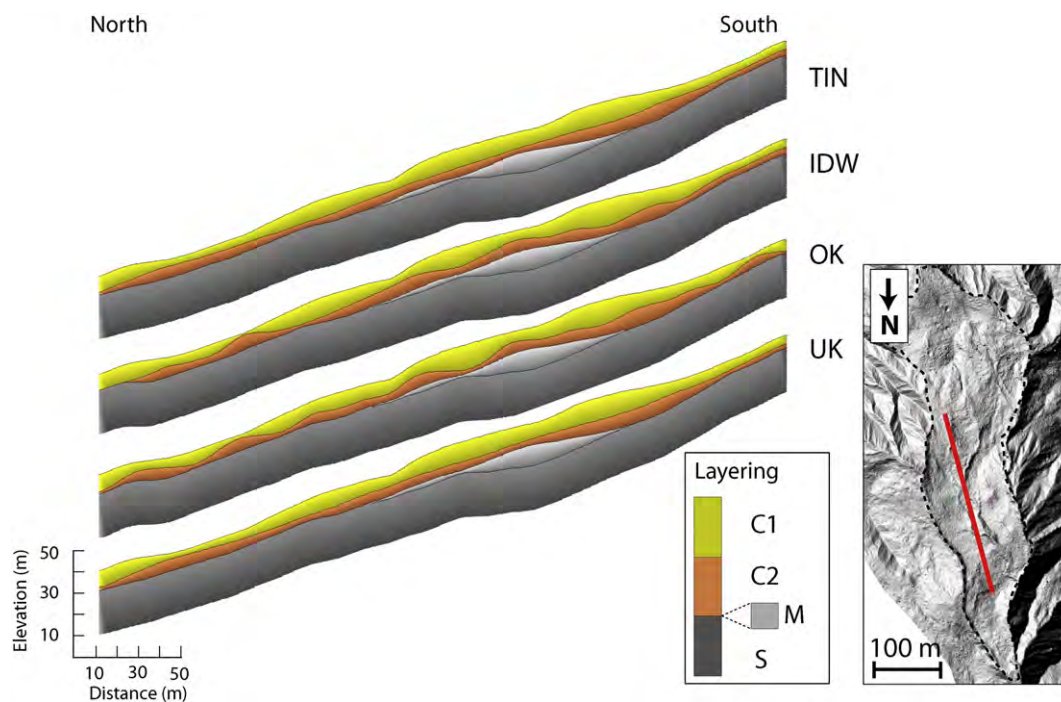 North
South
TIN
IDW
OK
UK
Elevation (m)
50
30
10
10 30 50
Distance (m)
Layering
C1
C2
M
S
N
100 m